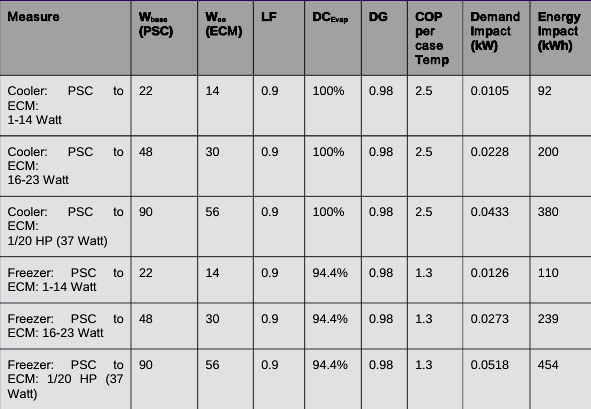 Measure W_base (PSC) W_ee (ECM) LF DC_Evap DG COP per case Temp Demand Impact (kW) Energy Impact (kWh)
Cooler: PSC to ECM: 1-14 Watt 22 14 0.9 100% 0.98 2.5 0.0105 92
Cooler: PSC to ECM: 16-23 Watt 48 30 0.9 100% 0.98 2.5 0.0228 200
Cooler: PSC to ECM: 1/20 HP (37 Watt) 90 56 0.9 100% 0.98 2.5 0.0433 380
Freezer: PSC to ECM: 1-14 Watt 22 14 0.9 94.4% 0.98 1.3 0.0126 110
Freezer: PSC to ECM: 16-23 Watt 48 30 0.9 94.4% 0.98 1.3 0.0273 239
Freezer: PSC to ECM: 1/20 HP (37 Watt) 90 56 0.9 94.4% 0.98 1.3 0.0518 454